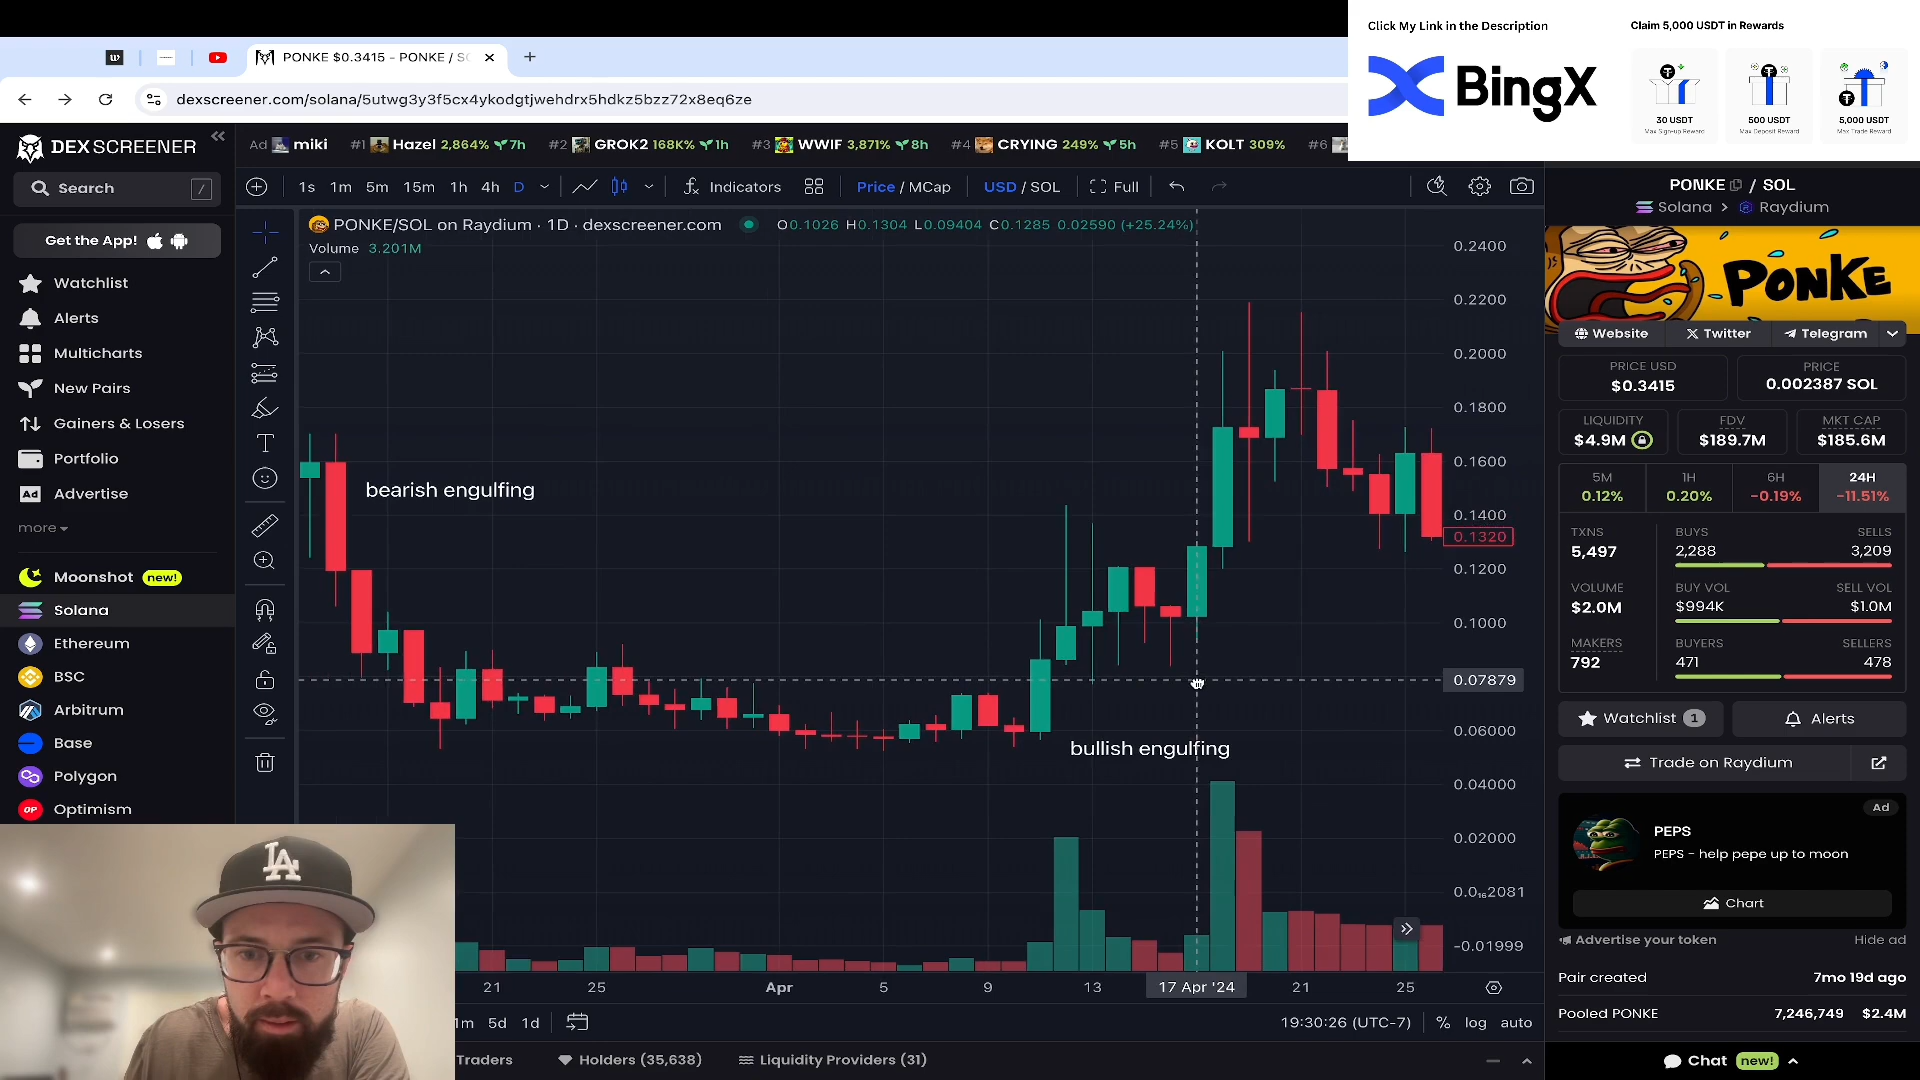 Click My Link in the Description
Claim 5,000 USDT in Rewards
BingX
30 USDT
Max Sign-up Reward
500 USDT
Max Deposit Reward
5,000 USDT
Max Trade Reward
PONKE $0.3415 - PONKE / SO
dexscreener.com/solana/5utwg3y3f5cx4ykodgtjwehdrx5hdkz5bzz72x8eq6ze
DEX SCREENER
Ad miki #1 Hazel 2,864% 7h #2 GROK2 168K% 1h #3 WWIF 3,871% 8h #4 CRYING 249% 5h #5 KOLT 309% #6
Search /
Get the App!
Watchlist
Alerts
Multicharts
New Pairs
Gainers & Losers
Portfolio
Ad Advertise
more
Moonshot new!
Solana
Ethereum
BSC
Arbitrum
Base
Polygon
OP Optimism
LA
1s 1m 5m 15m 1h 4h D Indicators Price / MCap USD / SOL Full
PONKE/SOL on Raydium · 1D · dexscreener.com O0.1026 H0.1304 L0.09404 C0.1285 0.02590 (+25.24%)
Volume 3.201M
bearish engulfing
bullish engulfing
0.2400
0.2200
0.2000
0.1800
0.1600
0.1400
0.1320
0.1200
0.1000
0.07879
0.06000
0.04000
0.02000
0.0₁₆2081
-0.01999
21 25 Apr 5 9 13 17 Apr '24 21 25
1m 5d 1d 19:30:26 (UTC-7) % log auto
Traders Holders (35,638) Liquidity Providers (31)
PONKE / SOL
Solana > Raydium
PONKE
Website Twitter Telegram
PRICE USD PRICE
$0.3415 0.002387 SOL
LIQUIDITY FDV MKT CAP
$4.9M $189.7M $185.6M
5M 1H 6H 24H
0.12% 0.20% -0.19% -11.51%
TXNS BUYS SELLS
5,497 2,288 3,209
VOLUME BUY VOL SELL VOL
$2.0M $994K $1.0M
MAKERS BUYERS SELLERS
792 471 478
Watchlist 1 Alerts
Trade on Raydium
Ad
PEPS
PEPS - help pepe up to moon
Chart
Advertise your token Hide ad
Pair created 7mo 19d ago
Pooled PONKE 7,246,749 $2.4M
Chat new!